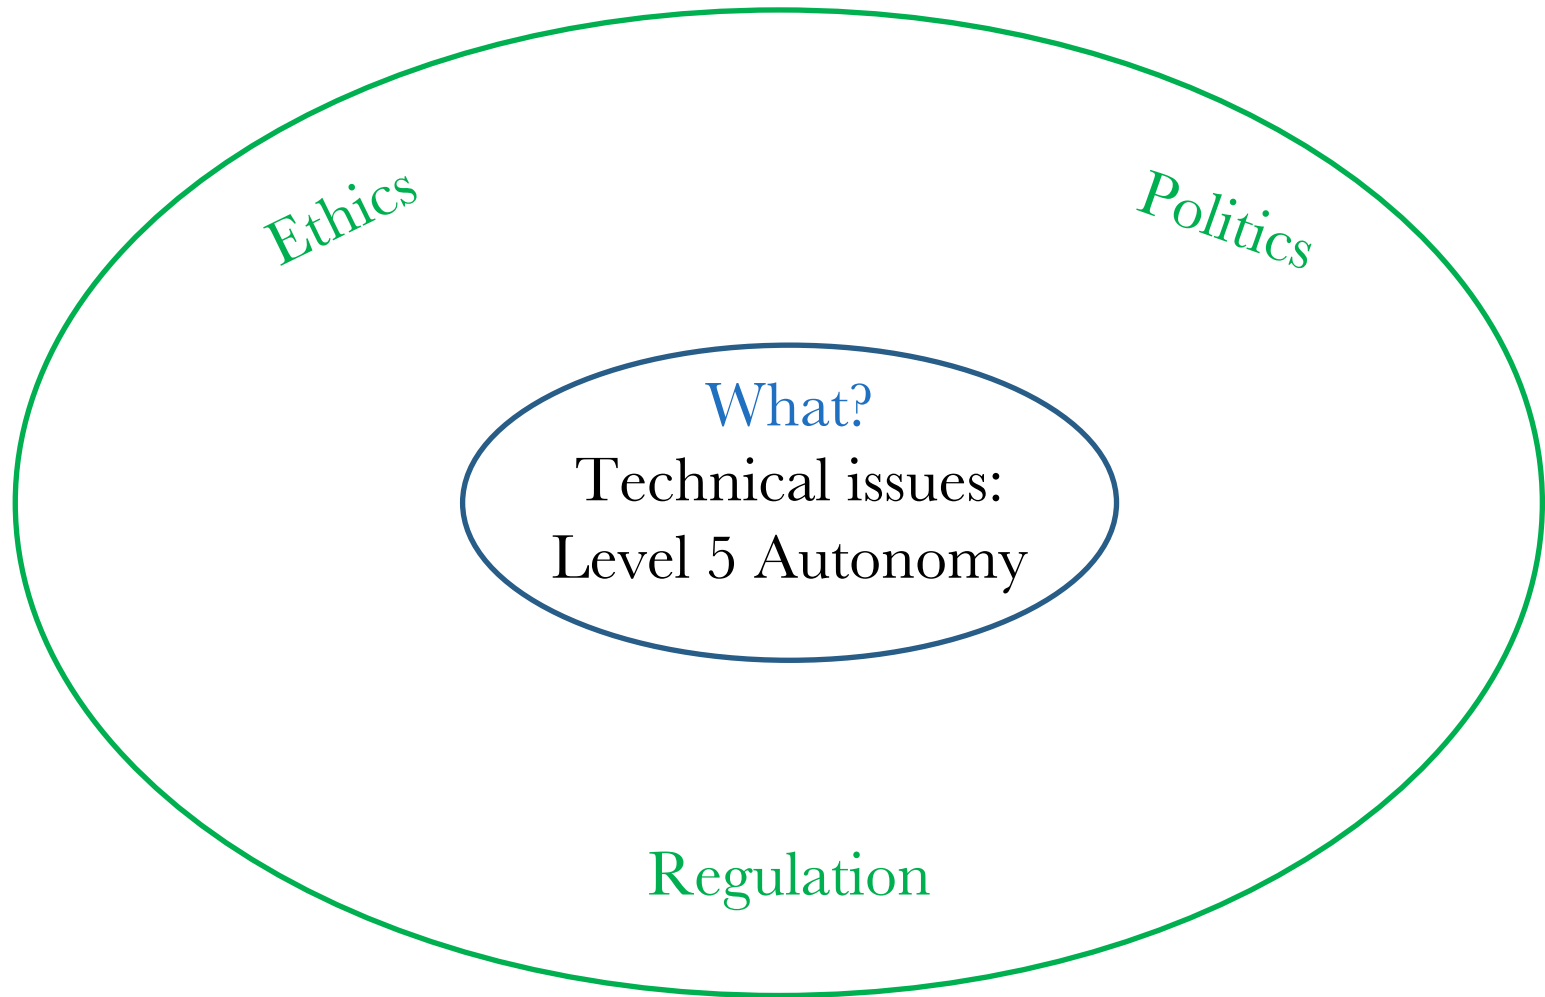 Ethics
Politics
What?
Technical issues:
Level 5 Autonomy
Regulation